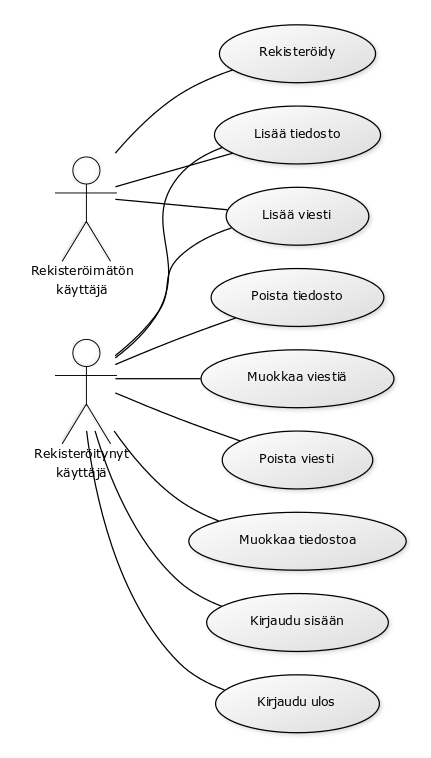 Rekisteröidy
Lisää tiedosto
Lisää viesti
Rekisteröimätön
käyttäjä
Poista tiedosto
Muokkaa viestiä
Rekisteröitynyt
käyttäjä
Poista viesti
Muokkaa tiedostoa
Kirjaudu sisään
Kirjaudu ulos